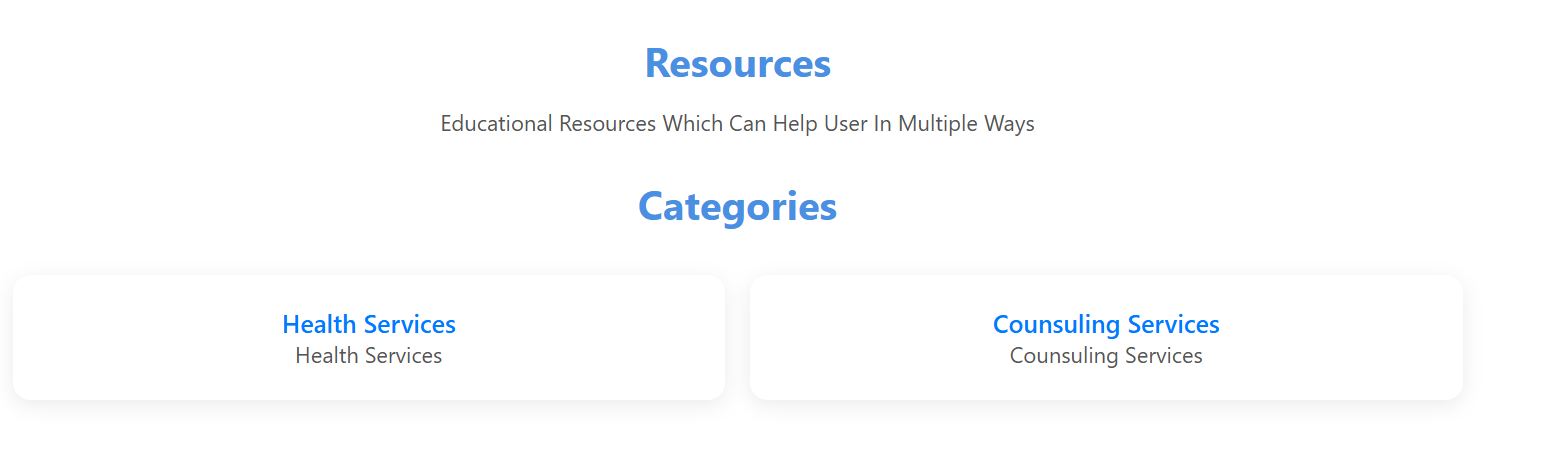 Resources
Educational Resources Which Can Help User In Multiple Ways
Categories
Health Services
Health Services
Counsuling Services
Counsuling Services